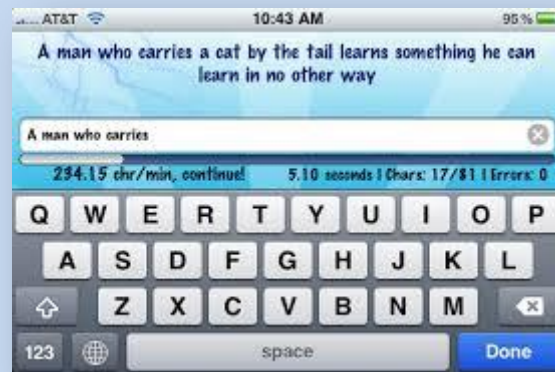 AT&T 10:43 AM 95%
A man who carries a cat by the tail learns something he can
learn in no other way
A man who carries
234.15 chr/min, continue! 5.10 seconds | Chars: 17/81 | Errors: 0
Q W E R T Y U I O P
A S D F G H J K L
Z X C V B N M
123 space Done